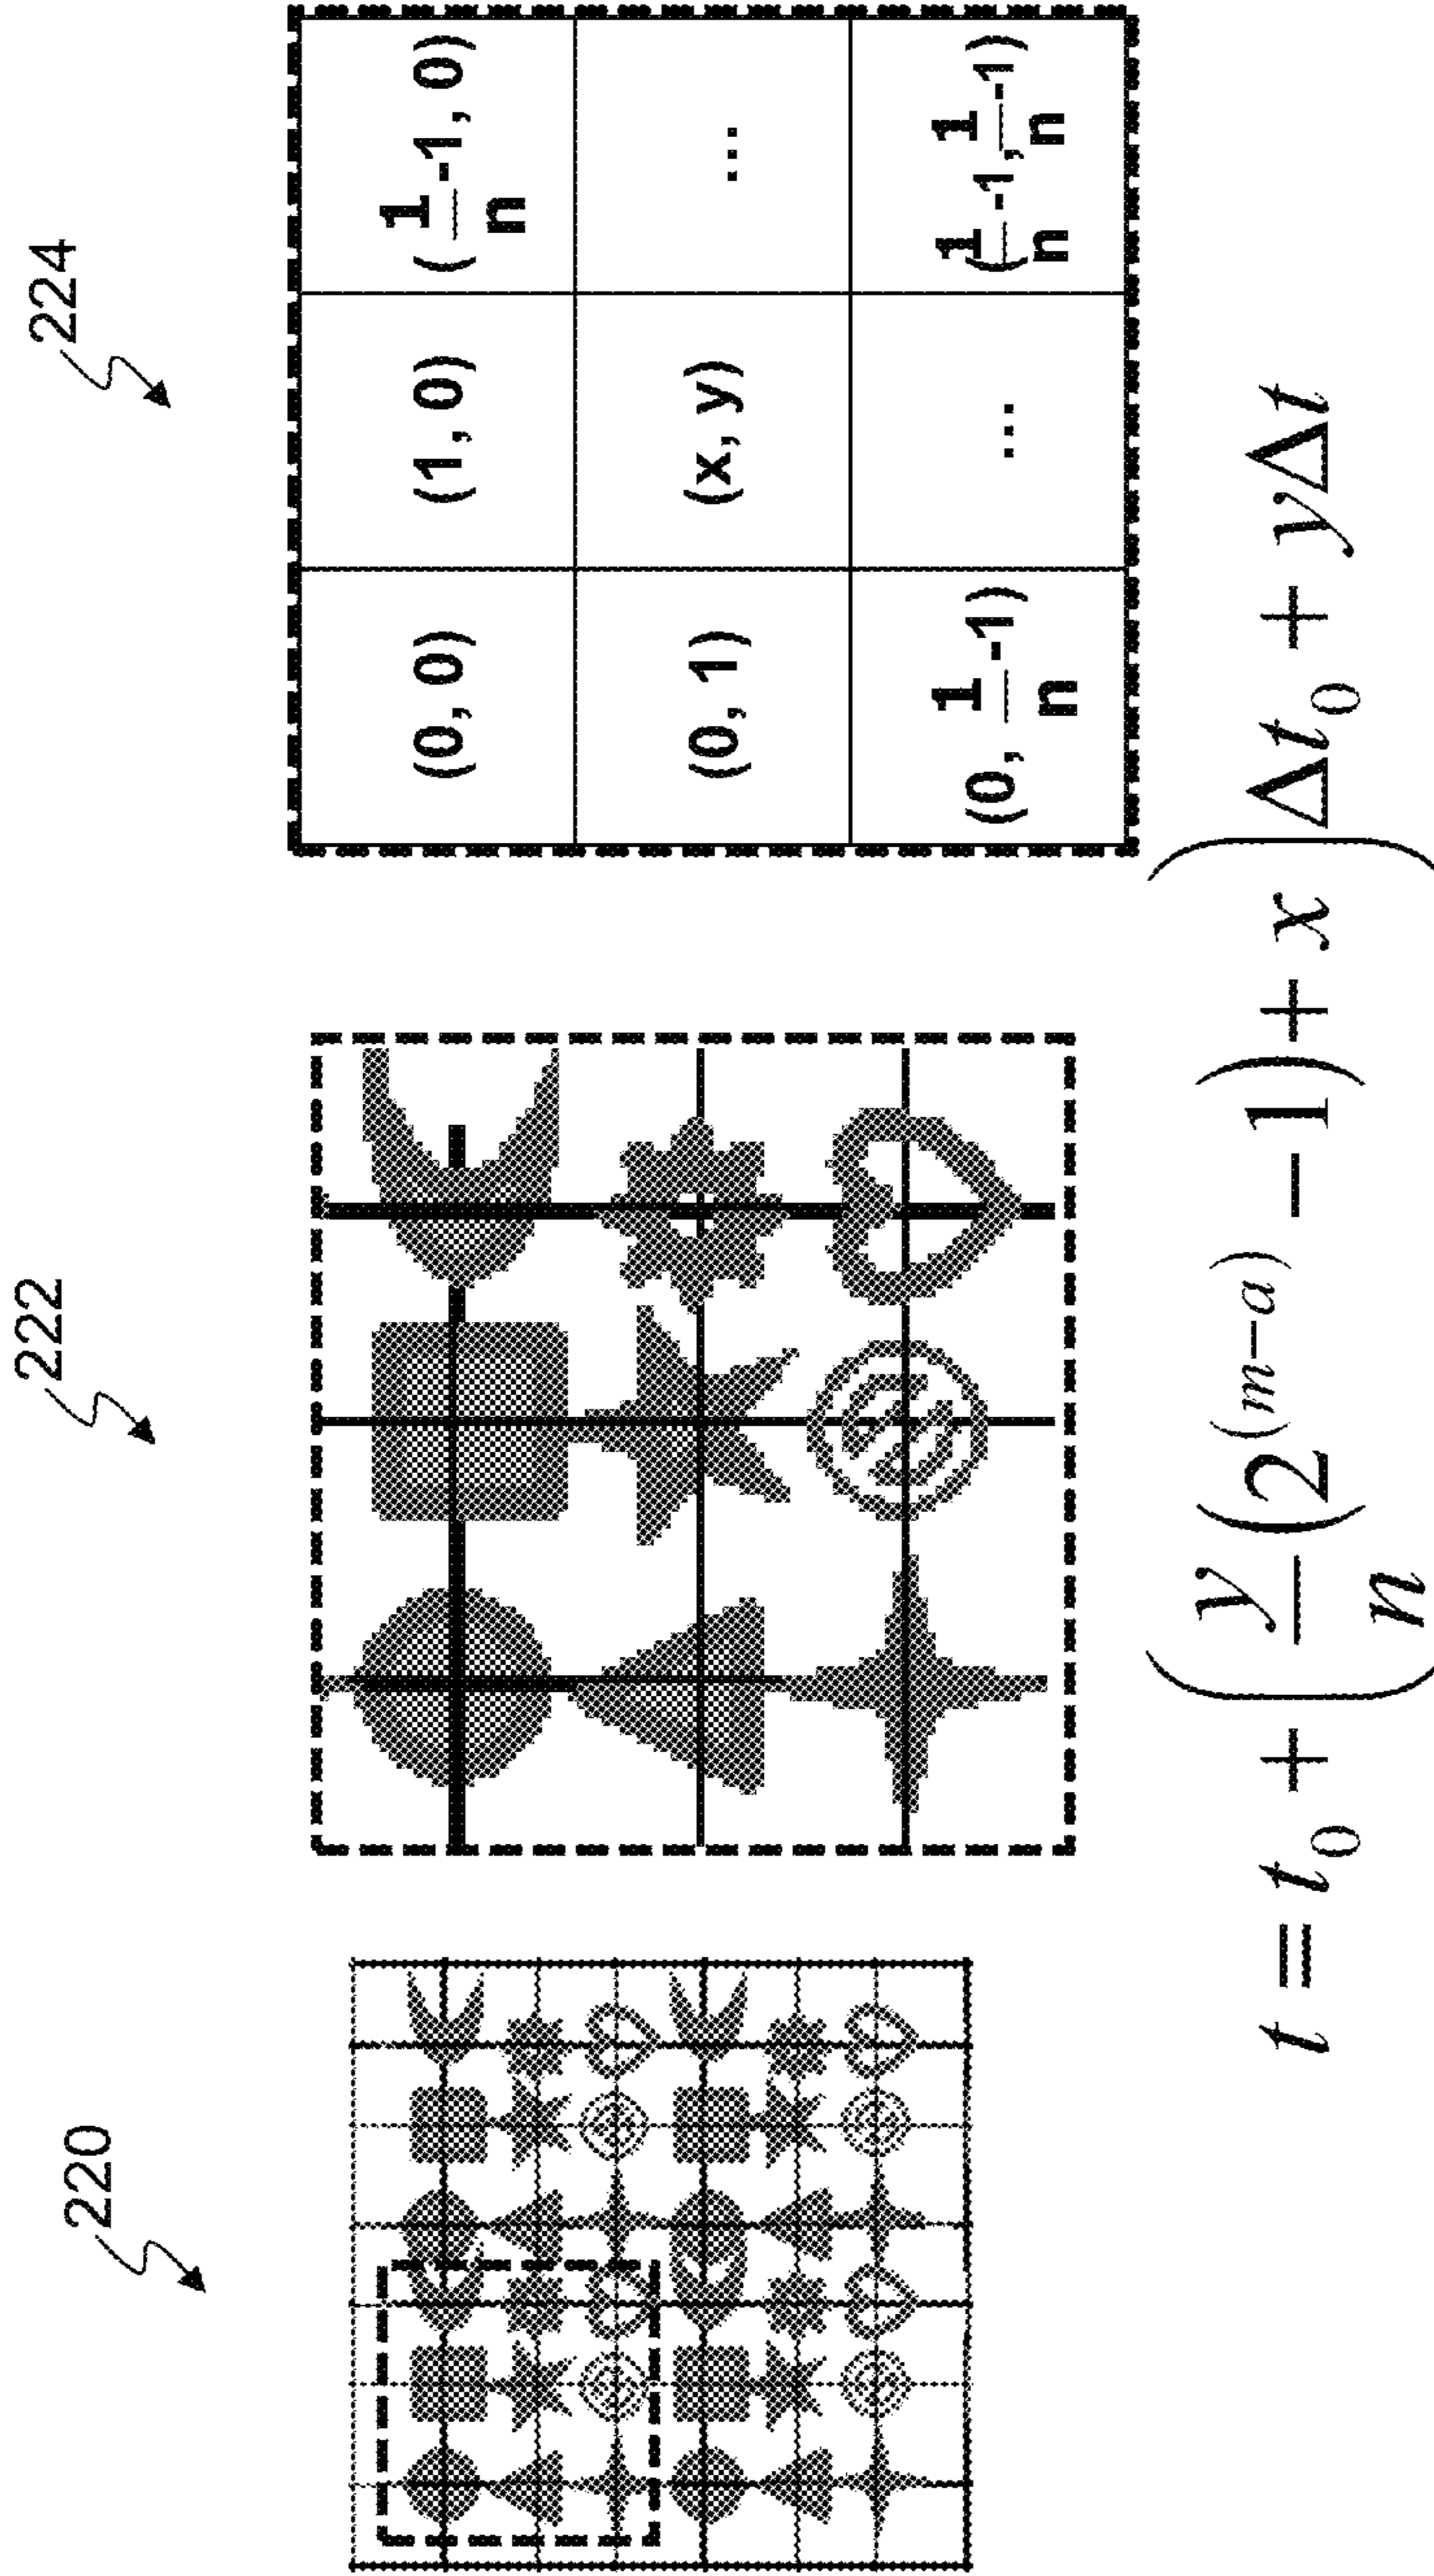 220 222 224
(0, 0) (1, 0) (1/n -1, 0)
(0, 1) (x, y) ...
(0, 1/n -1) ... (1/n -1, 1/n -1)
t = t₀ + (y/n (2^(m−a) − 1) + x) Δt₀ + yΔt